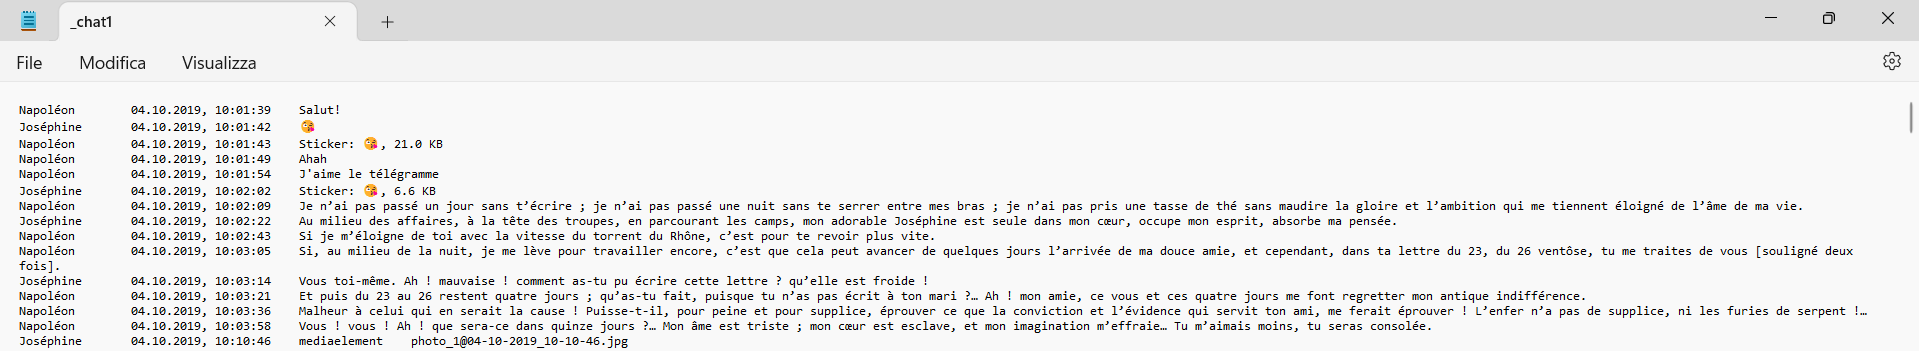 _chat1
File Modifica Visualizza
Napoléon 04.10.2019, 10:01:39 Salut!
Joséphine 04.10.2019, 10:01:42 😘
Napoléon 04.10.2019, 10:01:43 Sticker: 😘, 21.0 KB
Napoléon 04.10.2019, 10:01:49 Ahah
Napoléon 04.10.2019, 10:01:54 J'aime le télégramme
Joséphine 04.10.2019, 10:02:02 Sticker: 😘, 6.6 KB
Napoléon 04.10.2019, 10:02:09 Je n’ai pas passé un jour sans t’écrire ; je n’ai pas passé une nuit sans te serrer entre mes bras ; je n’ai pas pris une tasse de thé sans maudire la gloire et l’ambition qui me tiennent éloigné de l’âme de ma vie.
Joséphine 04.10.2019, 10:02:22 Au milieu des affaires, à la tête des troupes, en parcourant les camps, mon adorable Joséphine est seule dans mon cœur, occupe mon esprit, absorbe ma pensée.
Napoléon 04.10.2019, 10:02:43 Si je m’éloigne de toi avec la vitesse du torrent du Rhône, c’est pour te revoir plus vite.
Napoléon 04.10.2019, 10:03:05 Si, au milieu de la nuit, je me lève pour travailler encore, c’est que cela peut avancer de quelques jours l’arrivée de ma douce amie, et cependant, dans ta lettre du 23, du 26 ventôse, tu me traites de vous [souligné deux
fois].
Joséphine 04.10.2019, 10:03:14 Vous toi-même. Ah ! mauvaise ! comment as-tu pu écrire cette lettre ? qu’elle est froide !
Napoléon 04.10.2019, 10:03:21 Et puis du 23 au 26 restent quatre jours ; qu’as-tu fait, puisque tu n’as pas écrit à ton mari ?… Ah ! mon amie, ce vous et ces quatre jours me font regretter mon antique indifférence.
Napoléon 04.10.2019, 10:03:36 Malheur à celui qui en serait la cause ! Puisse-t-il, pour peine et pour supplice, éprouver ce que la conviction et l’évidence qui servit ton ami, me ferait éprouver ! L’enfer n’a pas de supplice, ni les furies de serpent !…
Napoléon 04.10.2019, 10:03:58 Vous ! vous ! Ah ! que sera-ce dans quinze jours ?… Mon âme est triste ; mon cœur est esclave, et mon imagination m’effraie… Tu m’aimais moins, tu seras consolée.
Joséphine 04.10.2019, 10:10:46 mediaelement photo_1@04-10-2019_10-10-46.jpg